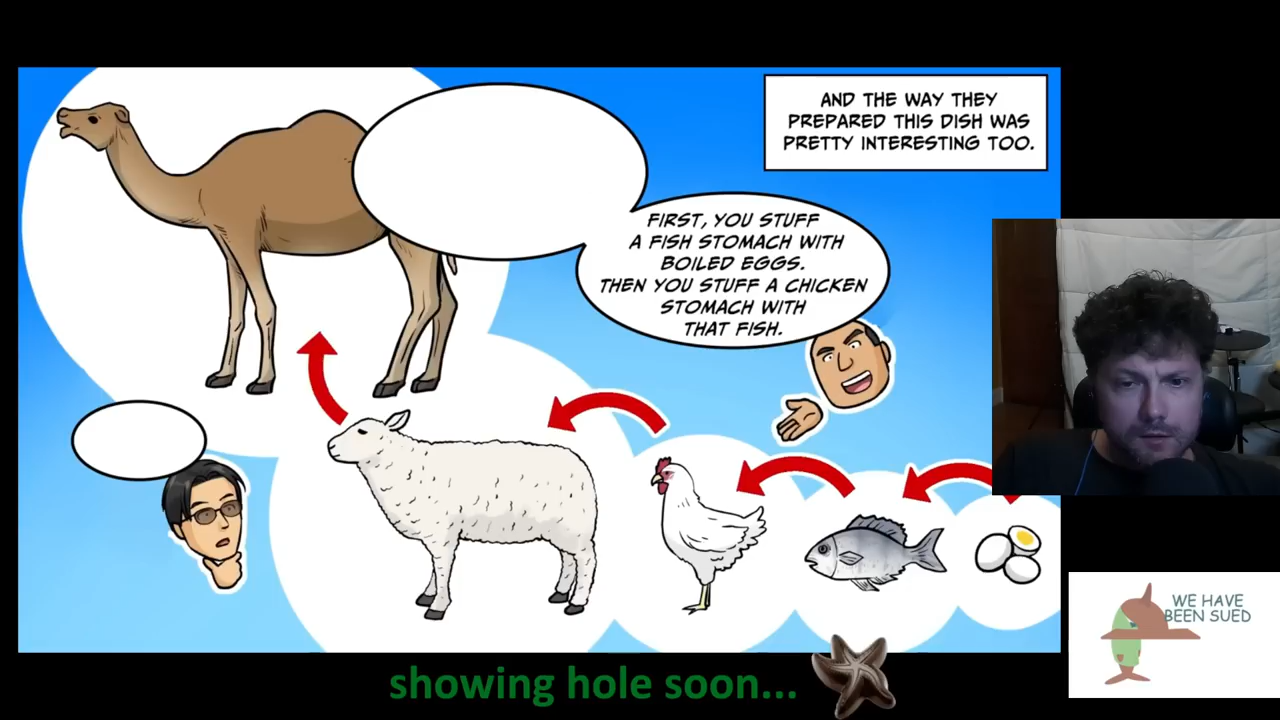 AND THE WAY THEY
PREPARED THIS DISH WAS
PRETTY INTERESTING TOO.
FIRST, YOU STUFF
A FISH STOMACH WITH
BOILED EGGS.
THEN YOU STUFF A CHICKEN
STOMACH WITH
THAT FISH.
WE HAVE
BEEN SUED
showing hole soon...